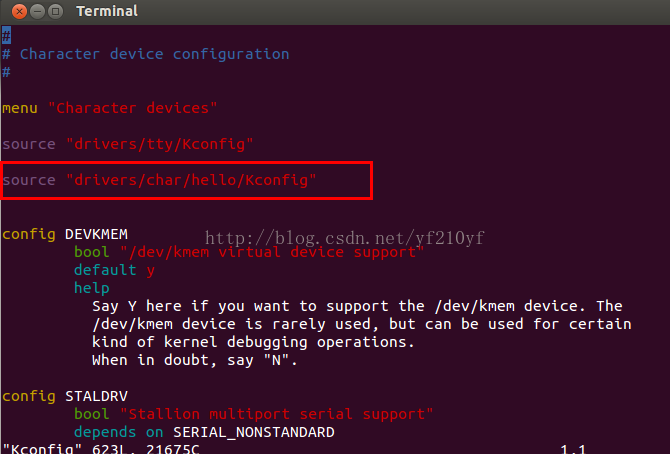 Terminal
#
# Character device configuration
#
menu "Character devices"
source "drivers/tty/Kconfig"
source "drivers/char/hello/Kconfig"
config DEVKMEM
http://blog.csdn.net/yf210yf
bool "/dev/kmem virtual device support"
default y
help
Say Y here if you want to support the /dev/kmem device. The
/dev/kmem device is rarely used, but can be used for certain
kind of kernel debugging operations.
When in doubt, say "N".
config STALDRV
bool "Stallion multiport serial support"
depends on SERIAL_NONSTANDARD
"Kconfig" 623L, 21675C 1,1